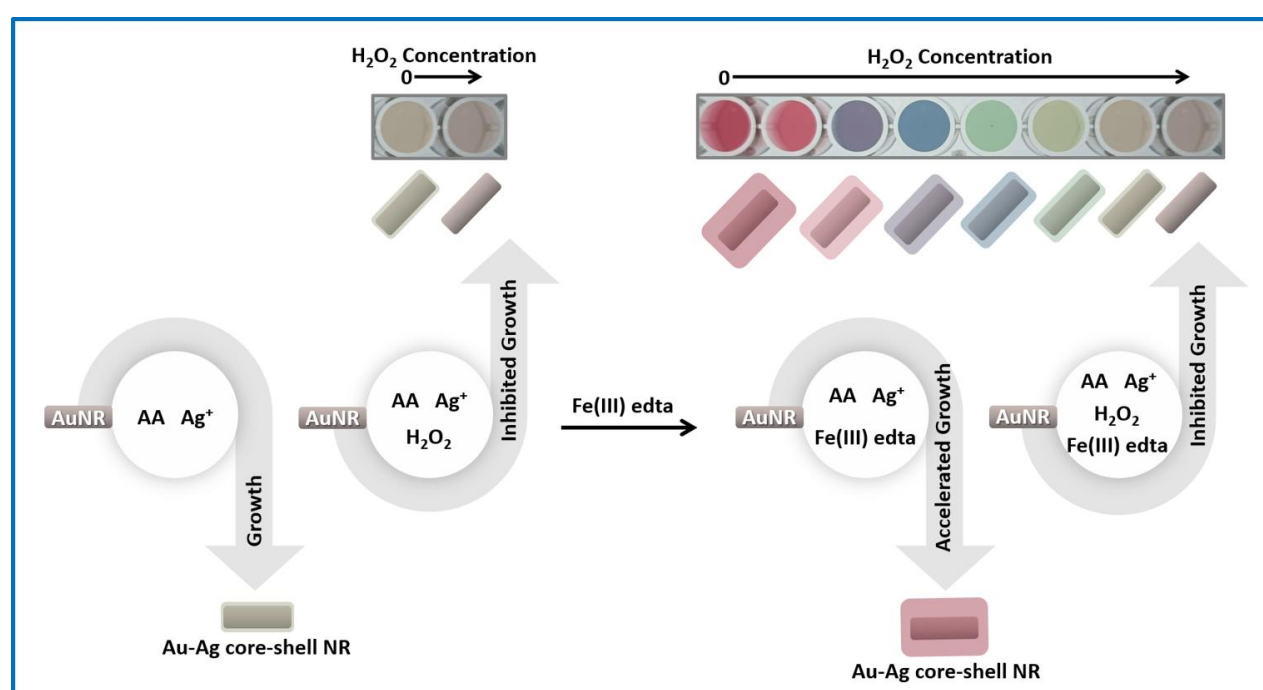 H₂O₂ Concentration
0
H₂O₂ Concentration
0
AuNR
AA Ag⁺
Growth
Au-Ag core-shell NR
AuNR
AA Ag⁺
H₂O₂
Inhibited Growth
Fe(III) edta
AuNR
AA Ag⁺
Fe(III) edta
Accelerated Growth
Au-Ag core-shell NR
AuNR
AA Ag⁺
H₂O₂
Fe(III) edta
Inhibited Growth